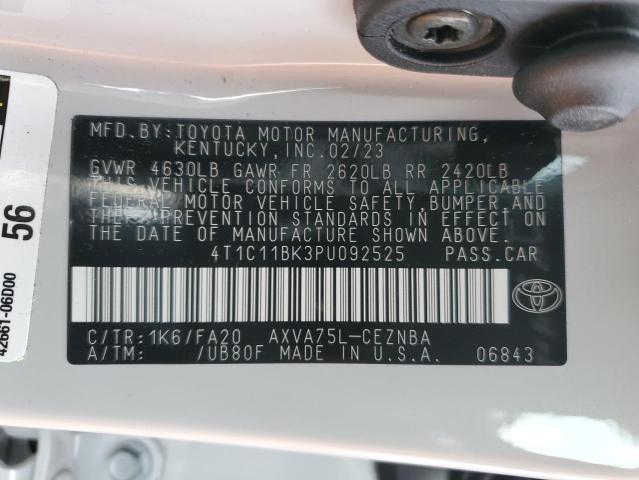 MFD.BY:TOYOTA MOTOR MANUFACTURING,
KENTUCKY, INC.02/23
GVWR 4630LB GAWR FR 2620LB RR 2420LB
THIS VEHICLE CONFORMS TO ALL APPLICABLE
FEDERAL MOTOR VEHICLE SAFETY, BUMPER, AND
THEFT PREVENTION STANDARDS IN EFFECT ON
THE DATE OF MANUFACTURE SHOWN ABOVE.
4T1C11BK3PU092525 PASS.CAR
C/TR:1K6/FA20 AXVA75L-CEZNBA
A/TM: /UB80F MADE IN U.S.A. 06843
56
42661-06D00